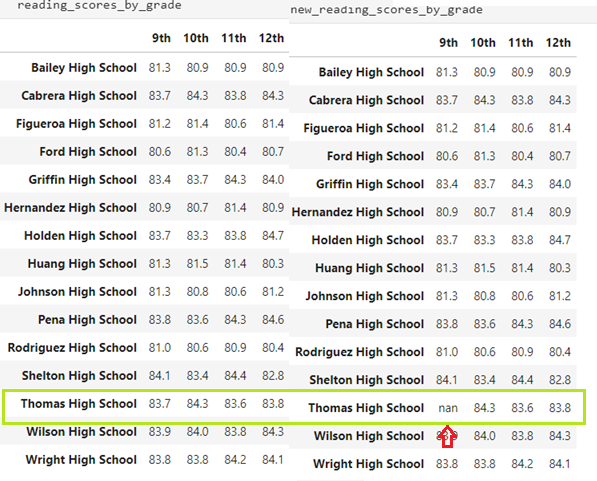 reading_scores_by_grade
9th 10th 11th 12th
Bailey High School 81.3 80.9 80.9 80.9
Cabrera High School 83.7 84.3 83.8 84.3
Figueroa High School 81.2 81.4 80.6 81.4
Ford High School 80.6 81.3 80.4 80.7
Griffin High School 83.4 83.7 84.3 84.0
Hernandez High School 80.9 80.7 81.4 80.9
Holden High School 83.7 83.3 83.8 84.7
Huang High School 81.3 81.5 81.4 80.3
Johnson High School 81.3 80.8 80.6 81.2
Pena High School 83.8 83.6 84.3 84.6
Rodriguez High School 81.0 80.6 80.9 80.4
Shelton High School 84.1 83.4 84.4 82.8
Thomas High School 83.7 84.3 83.6 83.8
Wilson High School 83.9 84.0 83.8 84.3
Wright High School 83.8 83.8 84.2 84.1
new_reading_scores_by_grade
9th 10th 11th 12th
Bailey High School 81.3 80.9 80.9 80.9
Cabrera High School 83.7 84.3 83.8 84.3
Figueroa High School 81.2 81.4 80.6 81.4
Ford High School 80.6 81.3 80.4 80.7
Griffin High School 83.4 83.7 84.3 84.0
Hernandez High School 80.9 80.7 81.4 80.9
Holden High School 83.7 83.3 83.8 84.7
Huang High School 81.3 81.5 81.4 80.3
Johnson High School 81.3 80.8 80.6 81.2
Pena High School 83.8 83.6 84.3 84.6
Rodriguez High School 81.0 80.6 80.9 80.4
Shelton High School 84.1 83.4 84.4 82.8
Thomas High School nan 84.3 83.6 83.8
Wilson High School 84.0 83.8 84.3
Wright High School 83.8 83.8 84.2 84.1